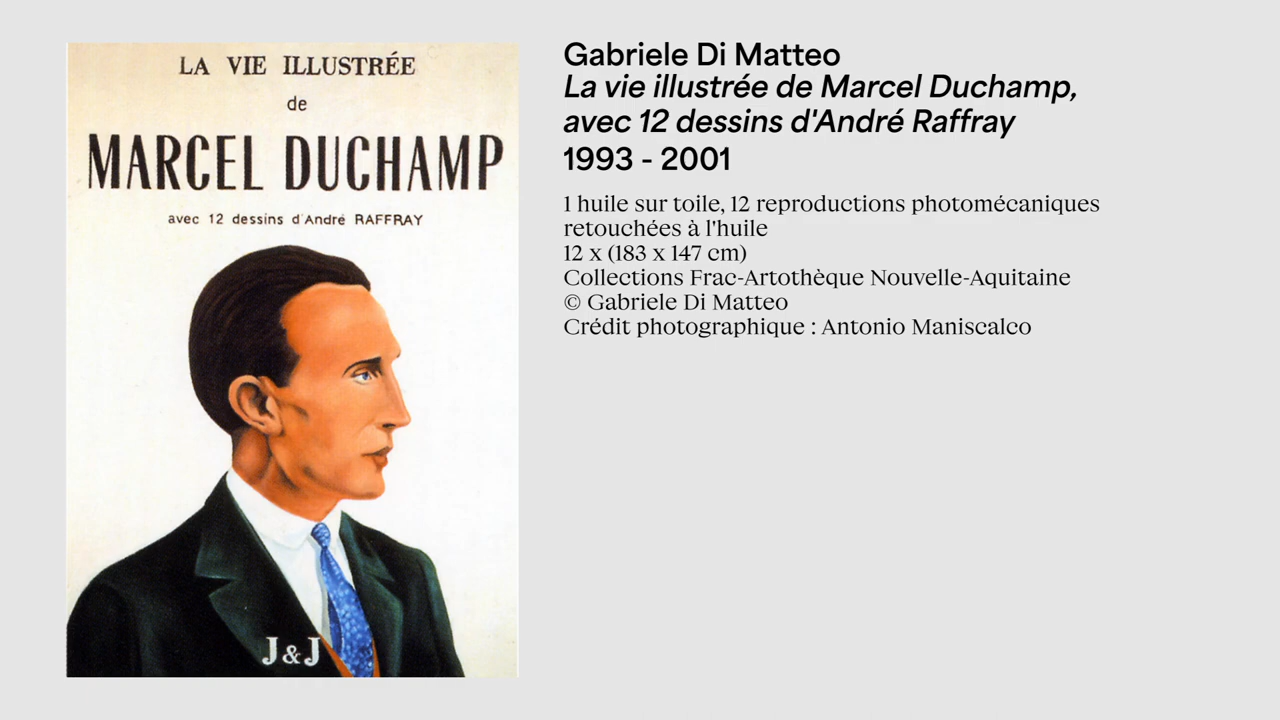 LA VIE ILLUSTRÉE
de
MARCEL DUCHAMP
avec 12 dessins d'André RAFFRAY
J&J
Gabriele Di Matteo
La vie illustrée de Marcel Duchamp,
avec 12 dessins d'André Raffray
1993 - 2001
1 huile sur toile, 12 reproductions photomécaniques
retouchées à l'huile
12 x (183 x 147 cm)
Collections Frac-Artothèque Nouvelle-Aquitaine
© Gabriele Di Matteo
Crédit photographique : Antonio Maniscalco